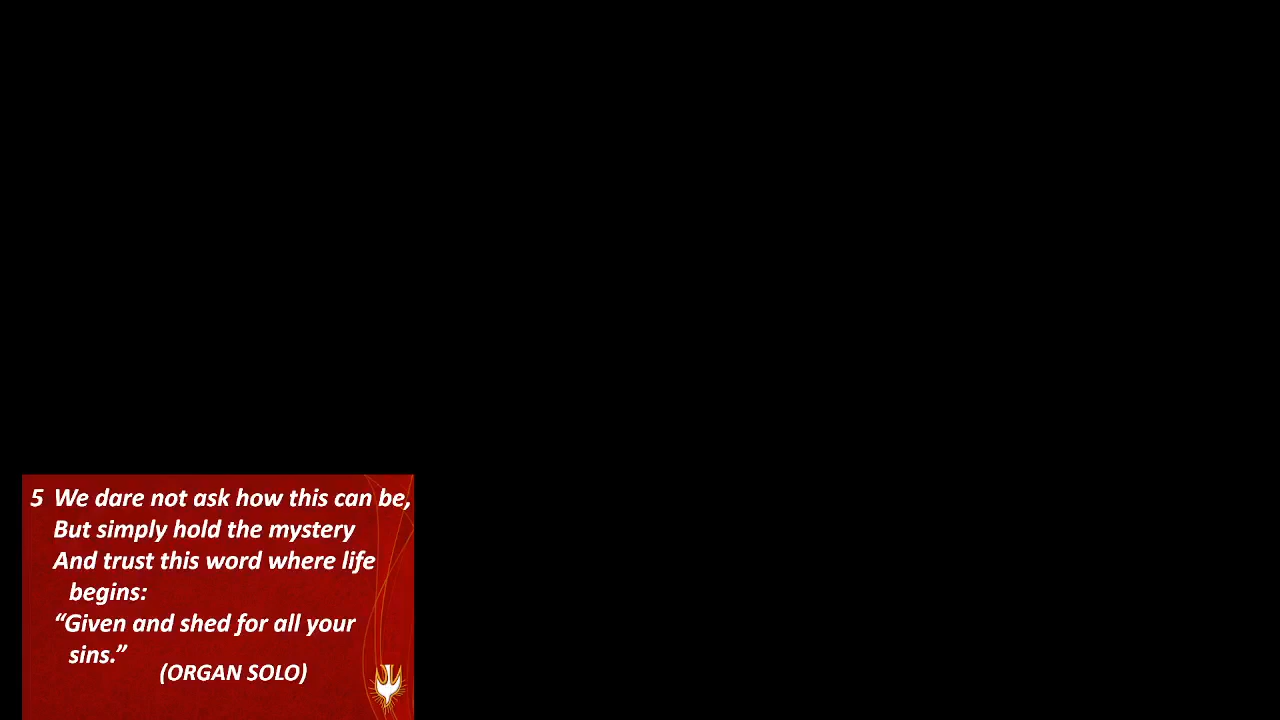 5 We dare not ask how this can be,
But simply hold the mystery
And trust this word where life
begins:
“Given and shed for all your
sins.”
(ORGAN SOLO)